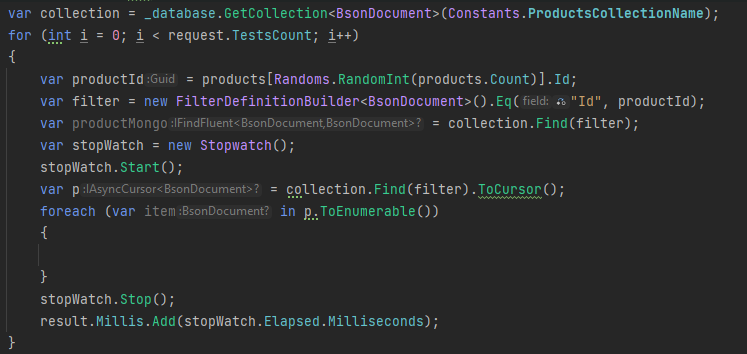 var collection = _database.GetCollection<BsonDocument>(Constants.ProductsCollectionName);
for (int i = 0; i < request.TestsCount; i++)
{
    var productId :Guid = products[Randoms.RandomInt(products.Count)].Id;
    var filter = new FilterDefinitionBuilder<BsonDocument>().Eq( field: "Id", productId);
    var productMongo :IFindFluent<BsonDocument,BsonDocument>? = collection.Find(filter);
    var stopWatch = new Stopwatch();
    stopWatch.Start();
    var p :IAsyncCursor<BsonDocument>? = collection.Find(filter).ToCursor();
    foreach (var item :BsonDocument? in p.ToEnumerable())
    {
    }
    stopWatch.Stop();
    result.Millis.Add(stopWatch.Elapsed.Milliseconds);
}